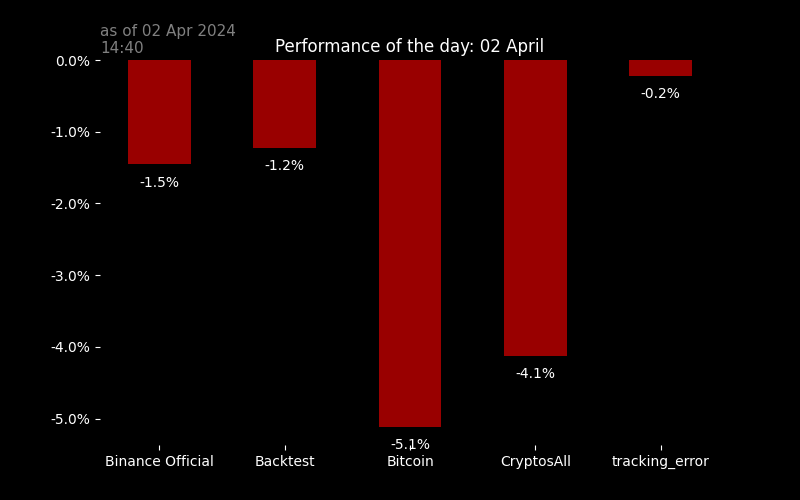 as of 02 Apr 2024
14:40
Performance of the day: 02 April
0.0%
-1.0%
-2.0%
-3.0%
-4.0%
-5.0%
-1.5%
-1.2%
-5.1%
-4.1%
-0.2%
Binance Official
Backtest
Bitcoin
CryptosAll
tracking_error